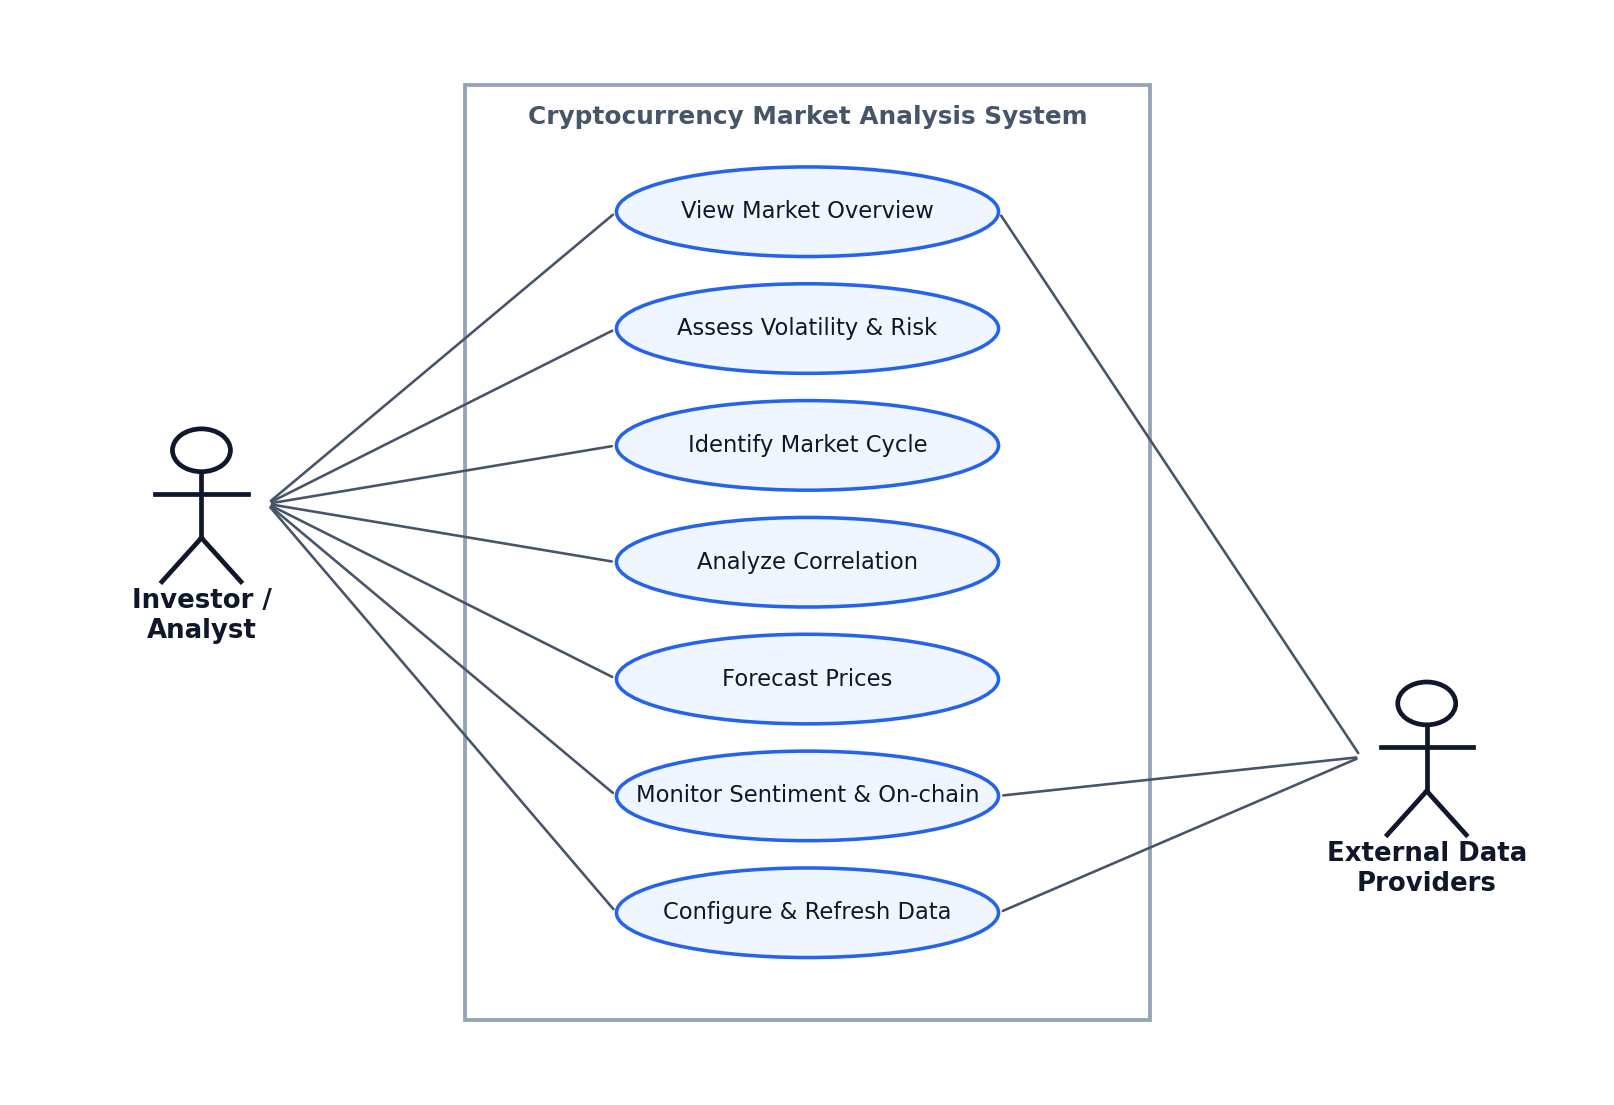 Cryptocurrency Market Analysis System
View Market Overview
Assess Volatility & Risk
Identify Market Cycle
Analyze Correlation
Forecast Prices
Monitor Sentiment & On-chain
Configure & Refresh Data
Investor /
Analyst
External Data
Providers